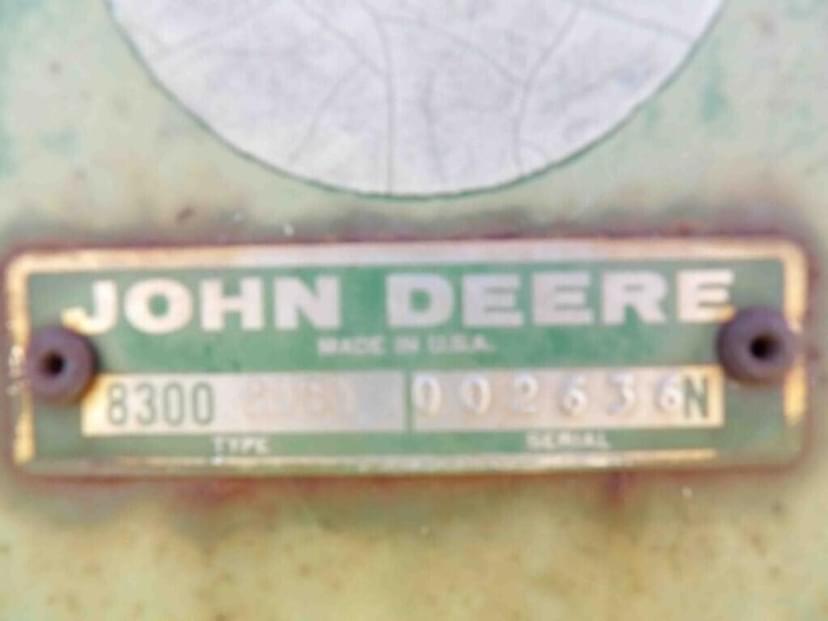 JOHN DEERE
MADE IN U.S.A.
8300 002636N
TYPE SERIAL